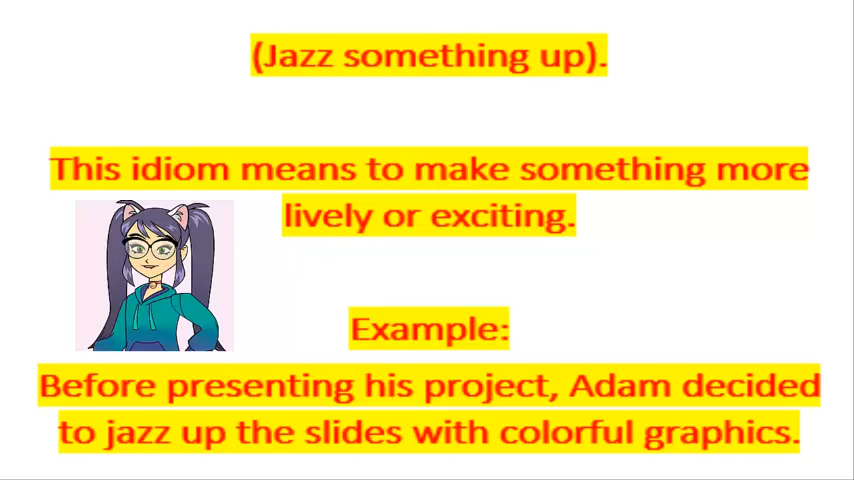 (Jazz something up).
This idiom means to make something more
lively or exciting.
Example:
Before presenting his project, Adam decided
to jazz up the slides with colorful graphics.